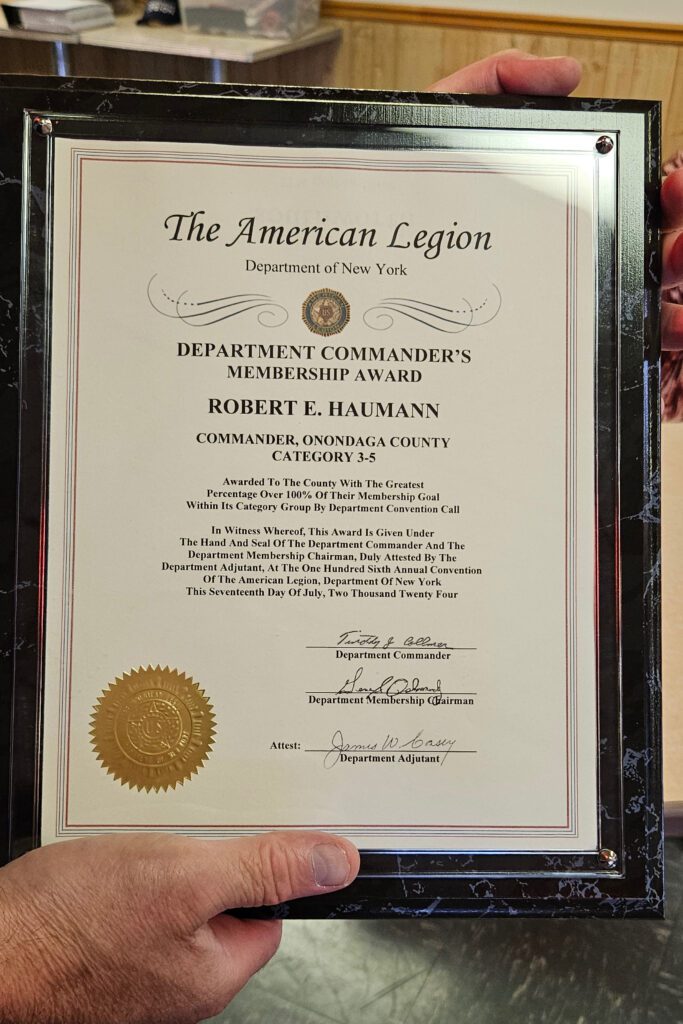 The American Legion
Department of New York
US
DEPARTMENT COMMANDER'S
MEMBERSHIP AWARD
ROBERT E. HAUMANN
COMMANDER, ONONDAGA COUNTY
CATEGORY 3-5
Awarded To The County With The Greatest
Percentage Over 100% Of Their Membership Goal
Within Its Category Group By Department Convention Call
In Witness Whereof, This Award Is Given Under
The Hand And Seal Of The Department Commander And The
Department Membership Chairman, Duly Attested By The
Department Adjutant, At The One Hundred Sixth Annual Convention
Of The American Legion, Department Of New York
This Seventeenth Day Of July, Two Thousand Twenty Four
Timothy J Collmer
Department Commander
Department Membership Chairman
Attest: James W Casey
Department Adjutant
US